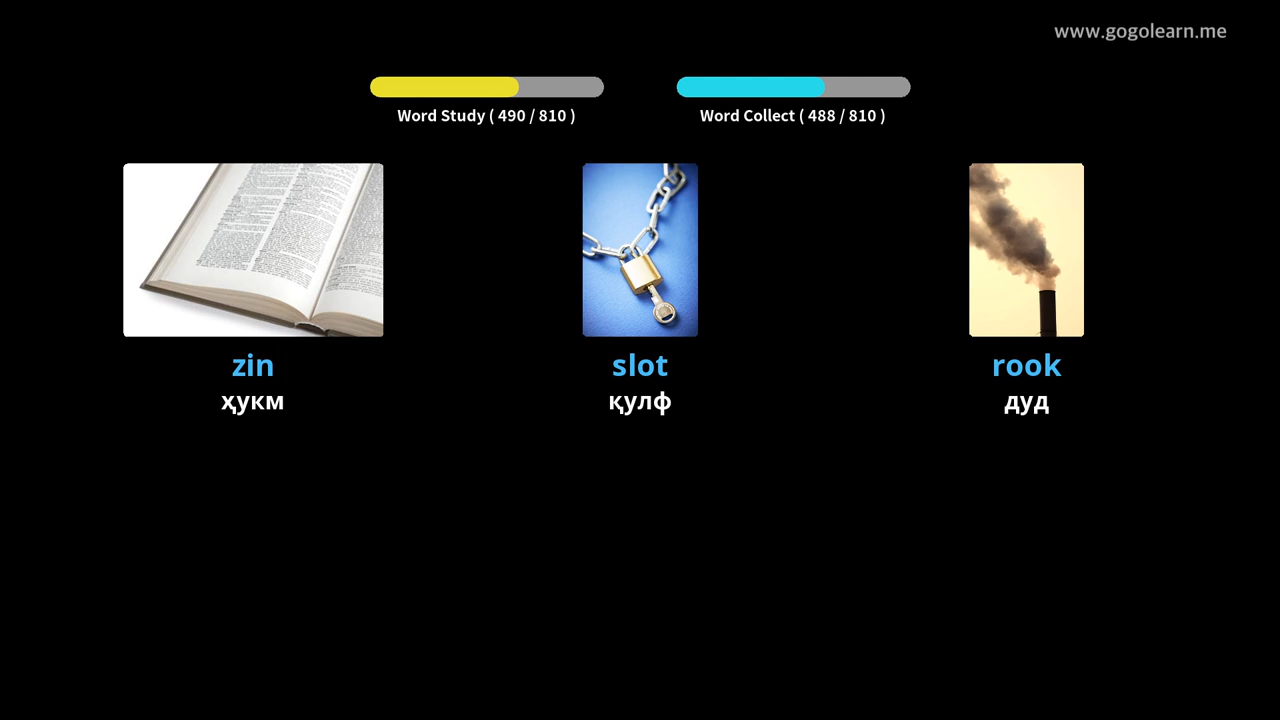 www.gogolearn.me
Word Study ( 490 / 810 )
Word Collect ( 488 / 810 )
zin
ҳукм
slot
қулф
rook
дуд